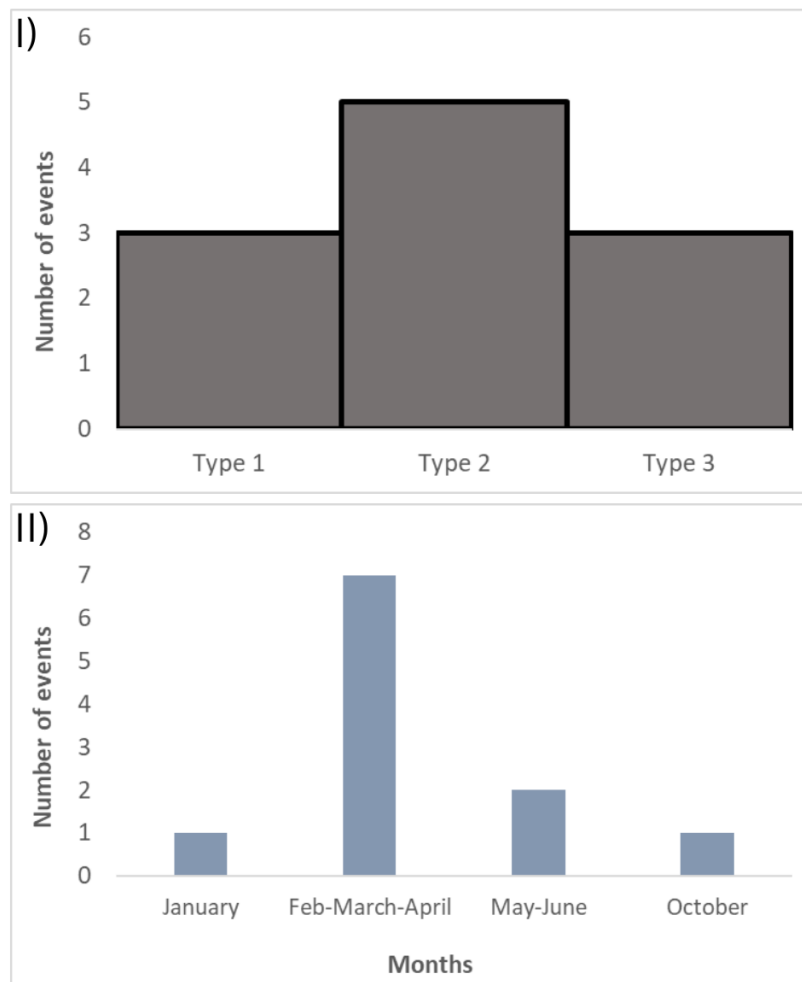 I)
Number of events
6
5
4
3
2
1
0
Type 1 Type 2 Type 3
II)
Number of events
8
7
6
5
4
3
2
1
0
January Feb-March-April May-June October
Months